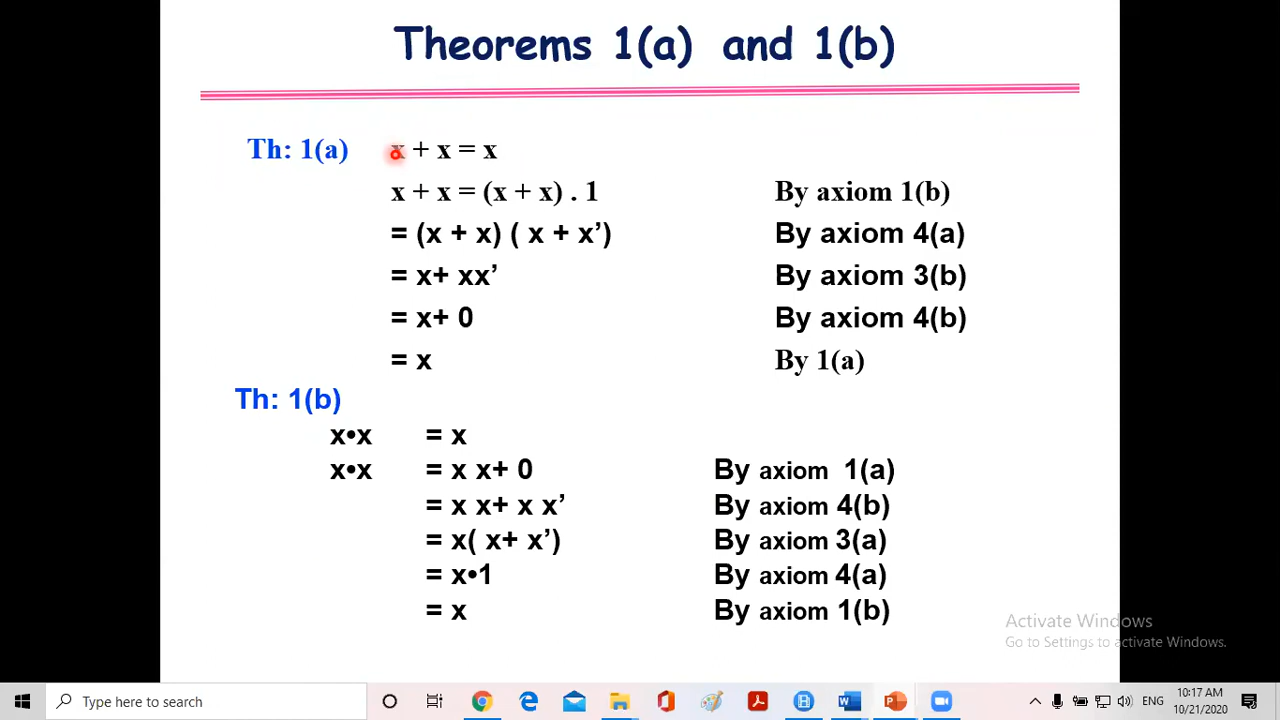 Theorems 1(a) and 1(b)
Th: 1(a) x + x = x
x + x = (x + x) . 1 By axiom 1(b)
= (x + x) ( x + x’) By axiom 4(a)
= x+ xx’ By axiom 3(b)
= x+ 0 By axiom 4(b)
= x By 1(a)
Th: 1(b)
x•x = x
x•x = x x+ 0 By axiom 1(a)
= x x+ x x’ By axiom 4(b)
= x( x+ x’) By axiom 3(a)
= x•1 By axiom 4(a)
= x By axiom 1(b)
Activate Windows
Go to Settings to activate Windows.
Type here to search
ENG
10:17 AM
10/21/2020